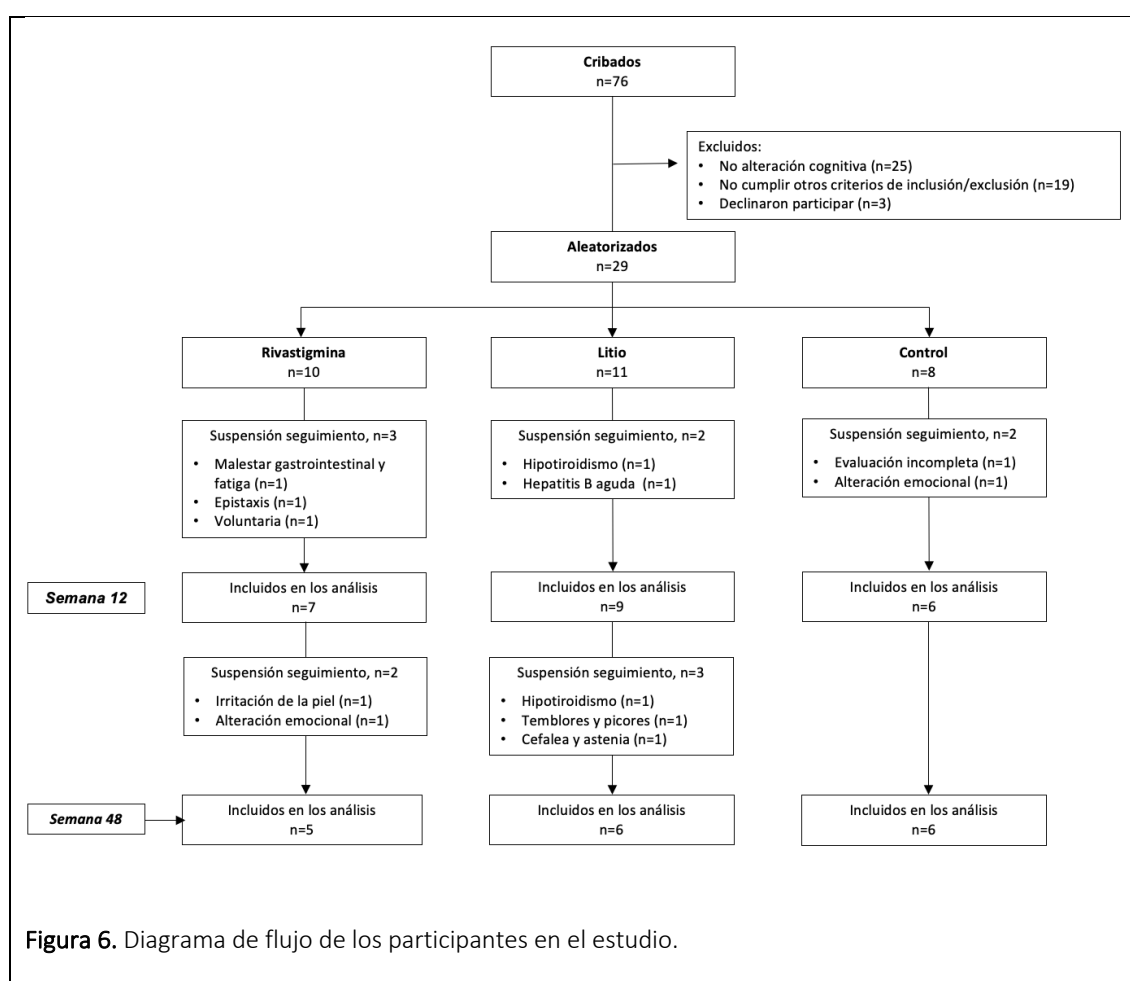 Cribados
n=76
Excluidos:
• No alteración cognitiva (n=25)
• No cumplir otros criterios de inclusión/exclusión (n=19)
• Declinaron participar (n=3)
Aleatorizados
n=29
Rivastigmina
n=10
Litio
n=11
Control
n=8
Suspensión seguimiento, n=3
• Malestar gastrointestinal y
fatiga (n=1)
• Epistaxis (n=1)
• Voluntaria (n=1)
Suspensión seguimiento, n=2
• Hipotiroidismo (n=1)
• Hepatitis B aguda (n=1)
Suspensión seguimiento, n=2
• Evaluación incompleta (n=1)
• Alteración emocional (n=1)
Semana 12
Incluidos en los análisis
n=7
Incluidos en los análisis
n=9
Incluidos en los análisis
n=6
Suspensión seguimiento, n=2
• Irritación de la piel (n=1)
• Alteración emocional (n=1)
Suspensión seguimiento, n=3
• Hipotiroidismo (n=1)
• Temblores y picores (n=1)
• Cefalea y astenia (n=1)
Semana 48
Incluidos en los análisis
n=5
Incluidos en los análisis
n=6
Incluidos en los análisis
n=6
Figura 6. Diagrama de flujo de los participantes en el estudio.